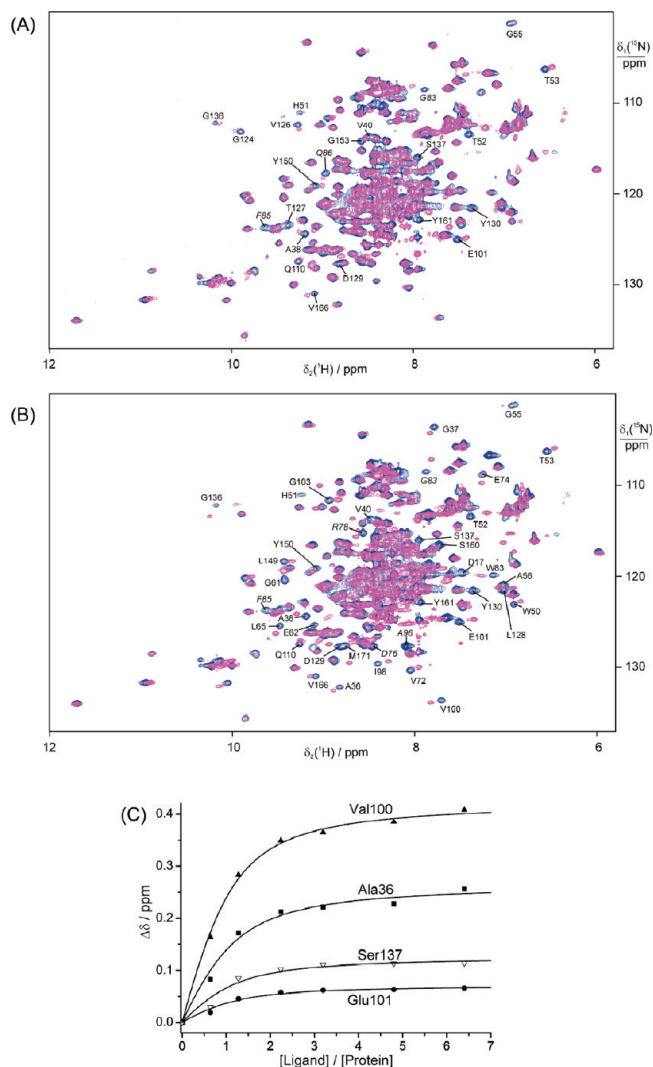 (A)
G55
δ₁(¹⁵N)
ppm
T53
H51
G83
110
G136
V126
G124
V40
G153
S137
T52
Q86
Y150
120
F85
T127
Y161
Y130
A38
E101
Q110
D129
V166
130
12
10
8
6
δ₂(¹H) / ppm
(B)
G55
G37
δ₁(¹⁵N)
ppm
T53
G103
G83
E74
110
G136
H51
V40
T52
R78
S137
Y150
S160
L149
D17
W83
120
G61
A56
F85
Y161
Y130
L128
A38
W50
L65
E62
A96
E101
Q110
D129
M171
D76
I98
V72
V166
A36
130
V100
12
10
8
6
δ₂(¹H) / ppm
(C)
0.4
Val100
0.3
Ala36
Δδ / ppm
0.2
Ser137
0.1
Glu101
0.0
0 1 2 3 4 5 6 7
[Ligand] / [Protein]